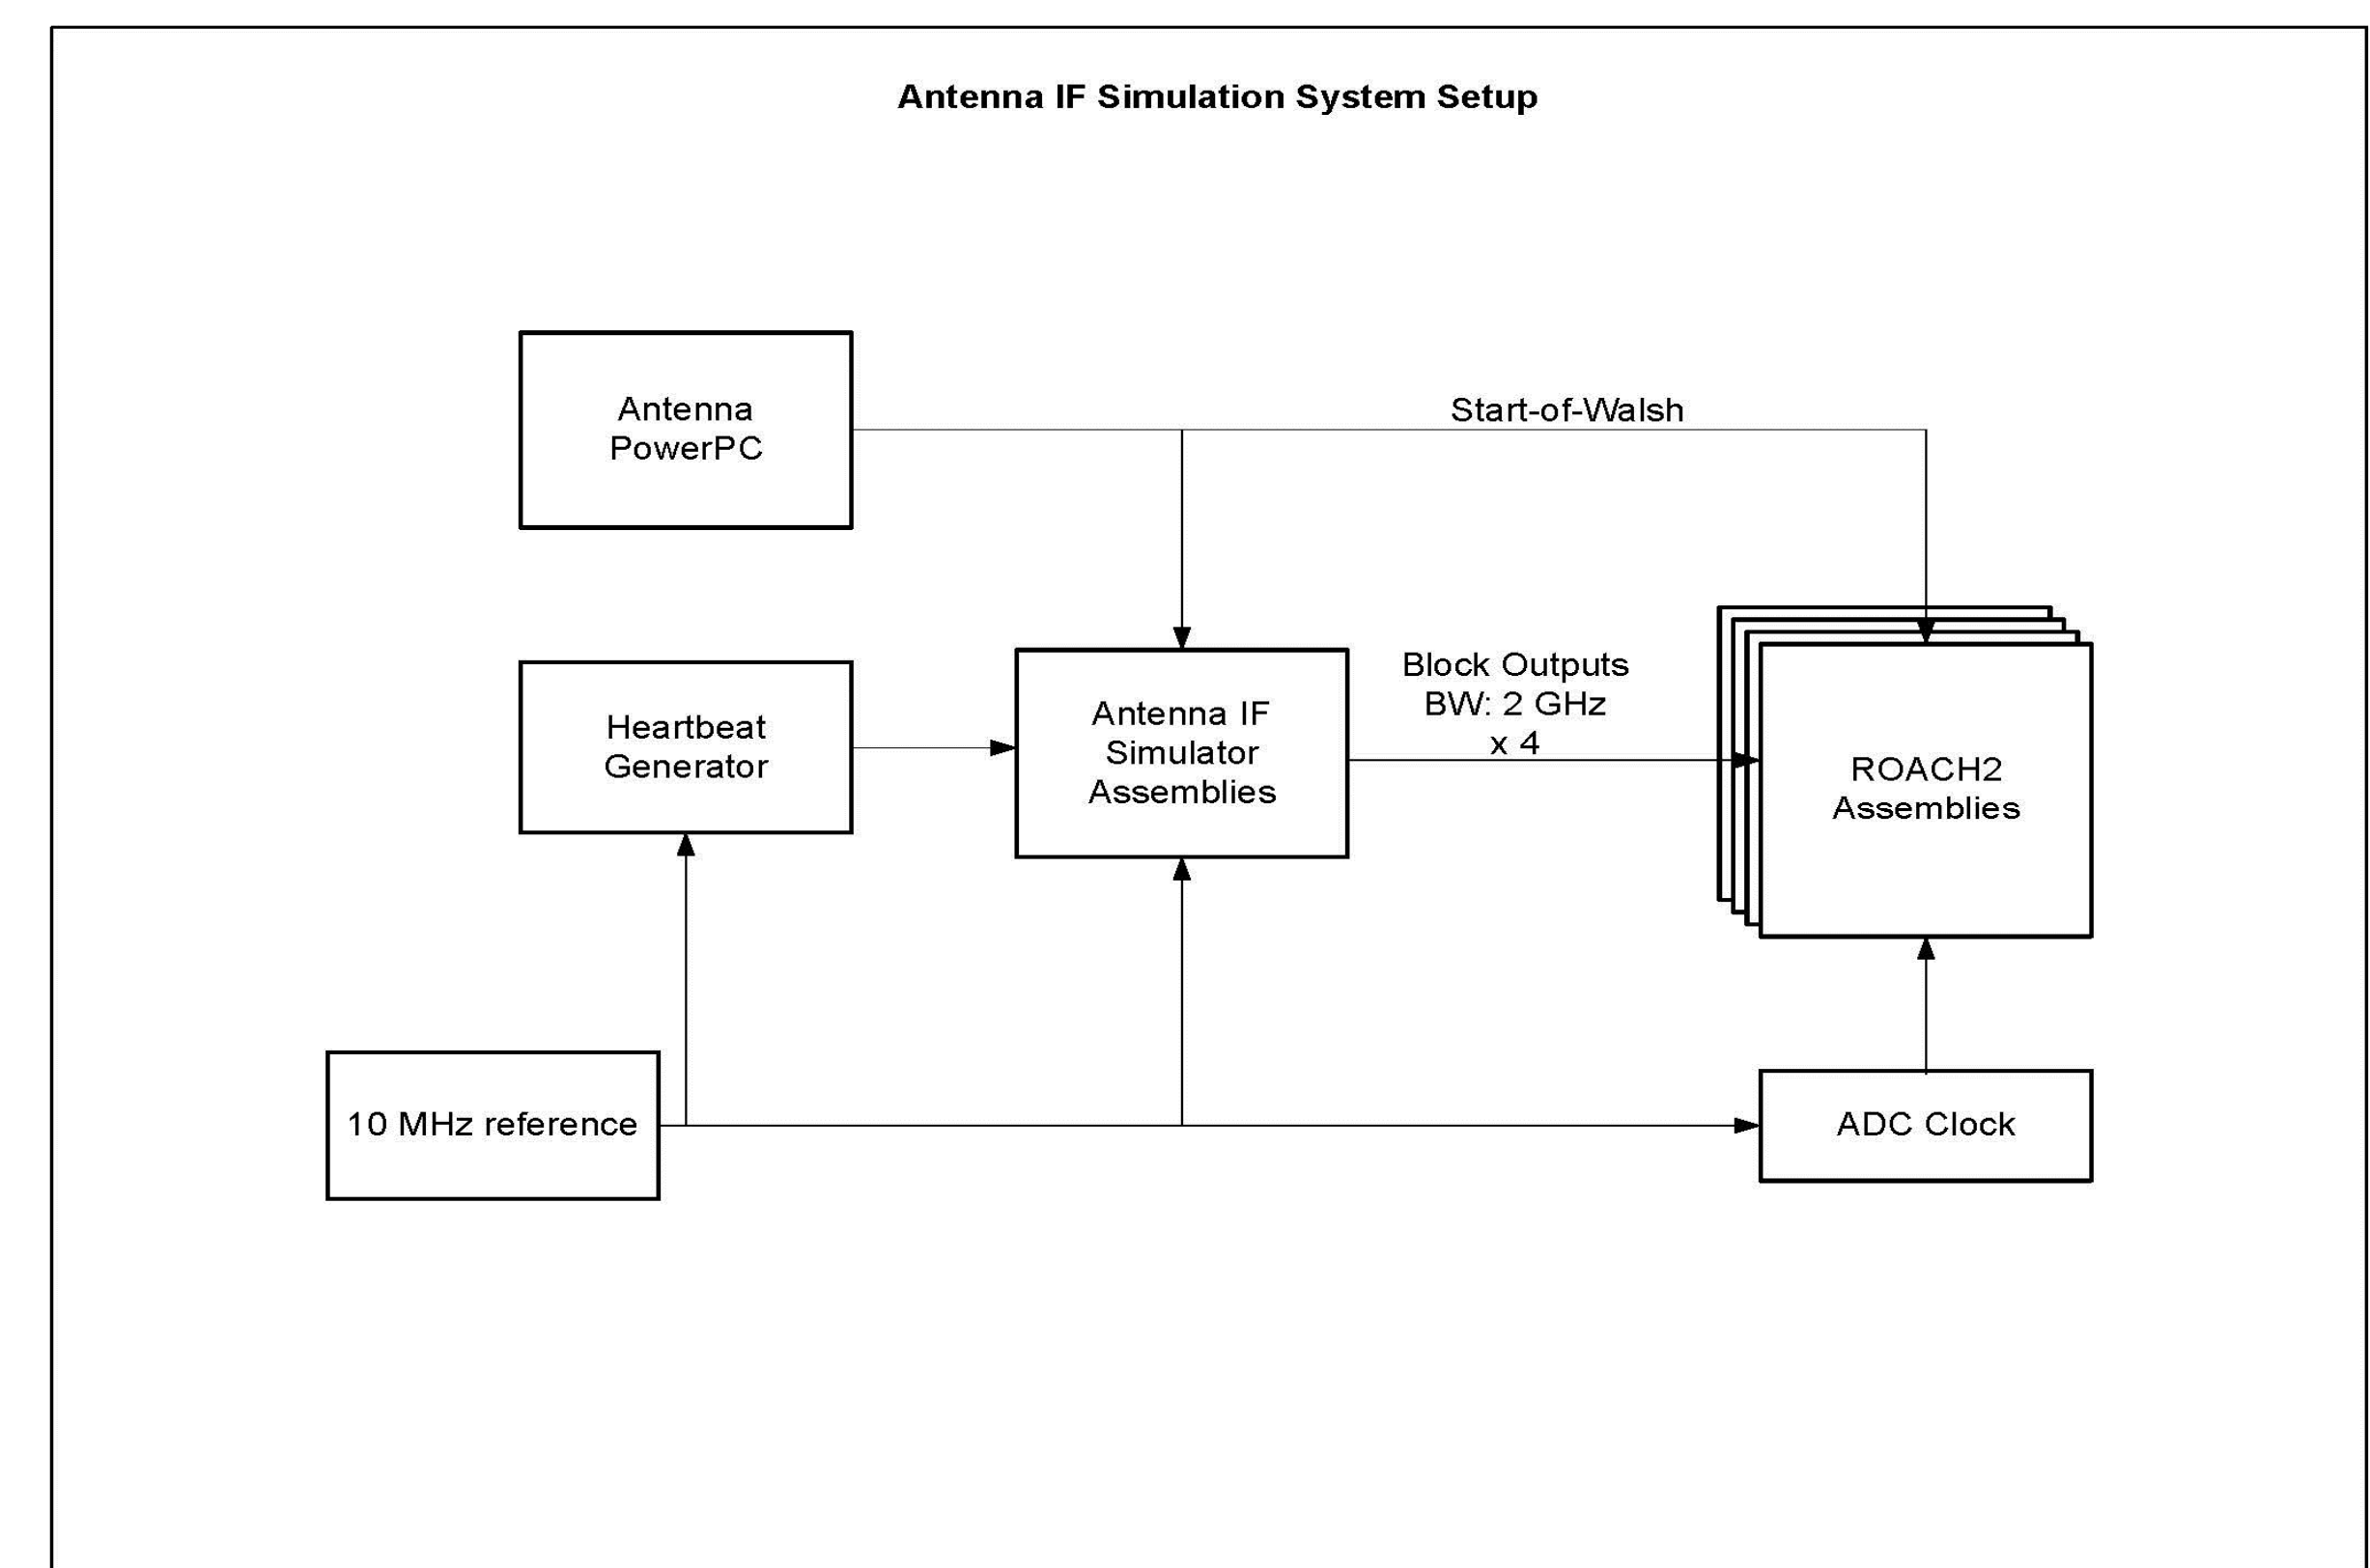 Antenna IF Simulation System Setup
Antenna
PowerPC
Start-of-Walsh
Heartbeat
Generator
Antenna IF
Simulator
Assemblies
Block Outputs
BW: 2 GHz
x 4
ROACH2
Assemblies
10 MHz reference
ADC Clock